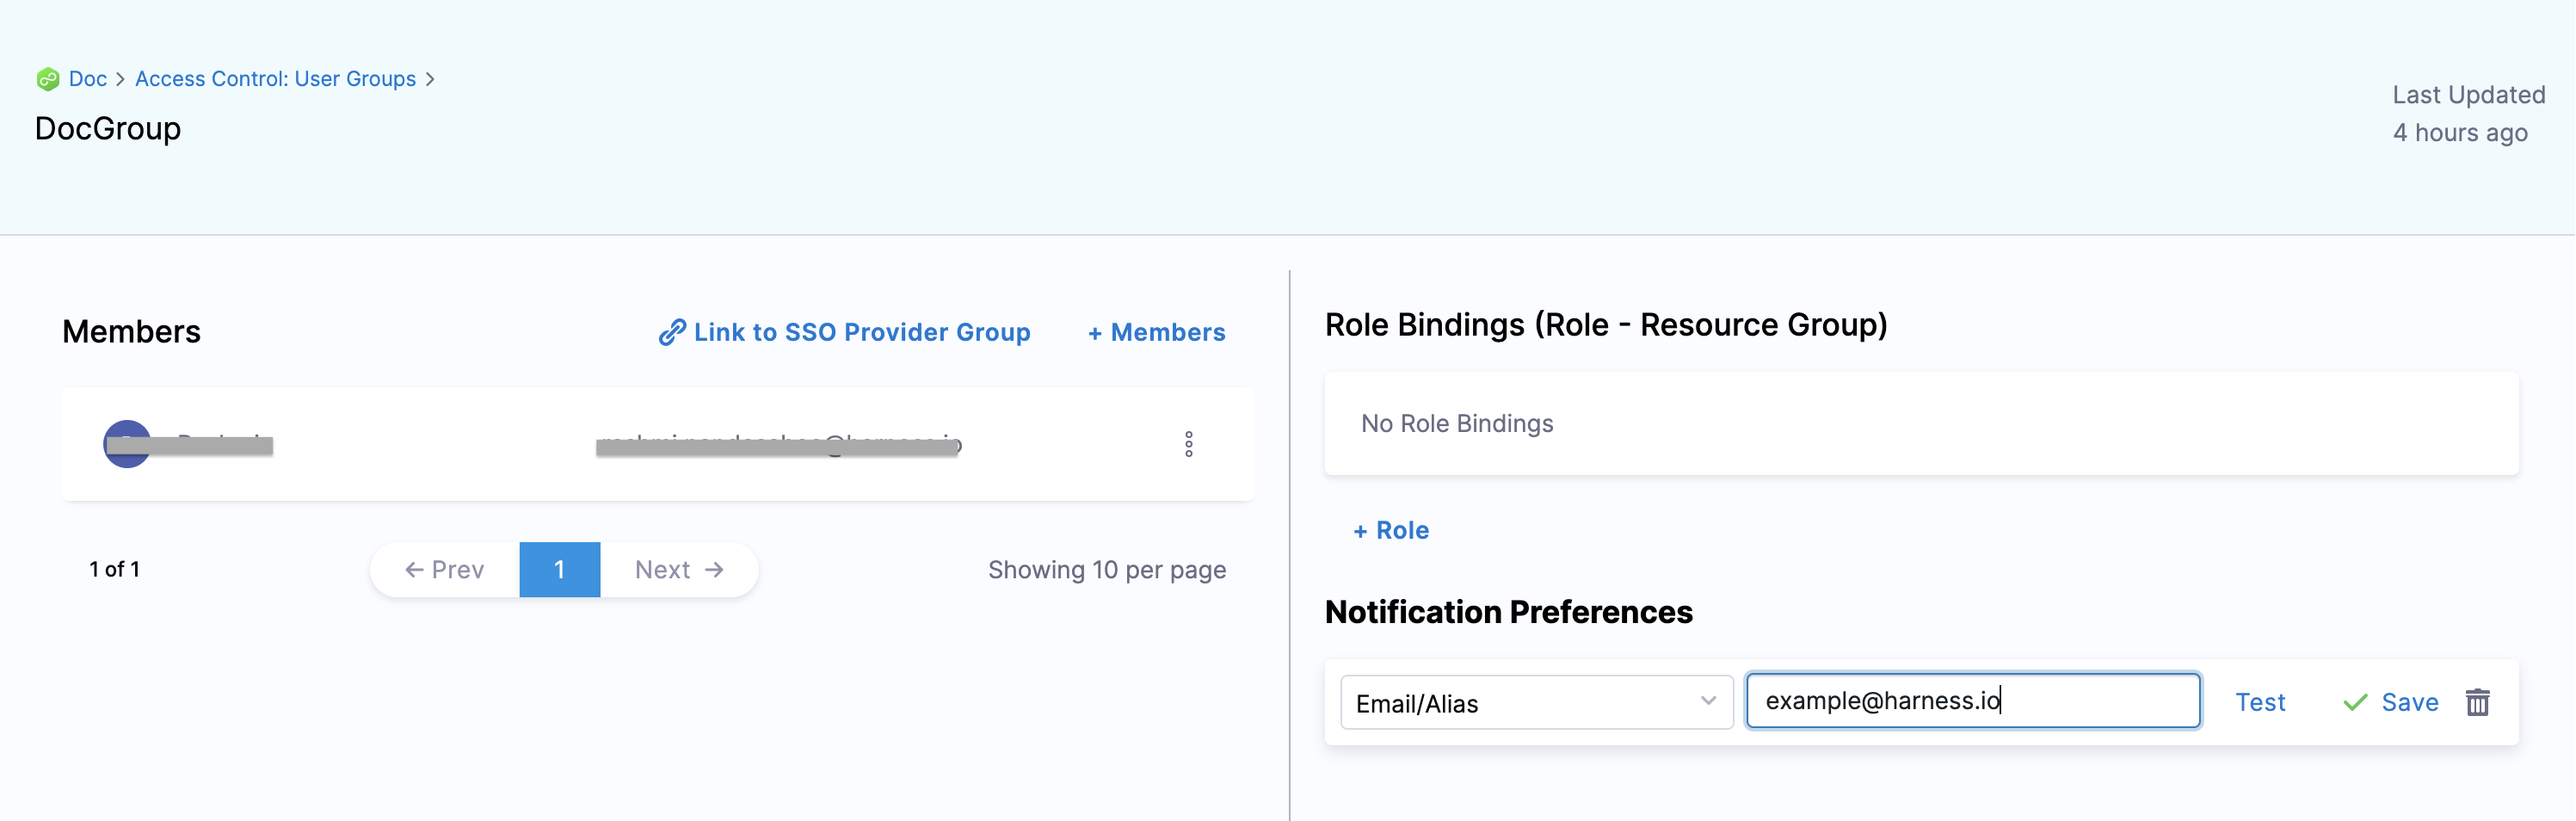 Doc > Access Control: User Groups >
DocGroup
Last Updated
4 hours ago
Members
Link to SSO Provider Group
+ Members
1 of 1
← Prev
1
Next →
Showing 10 per page
Role Bindings (Role - Resource Group)
No Role Bindings
+ Role
Notification Preferences
Email/Alias
example@harness.io
Test
Save